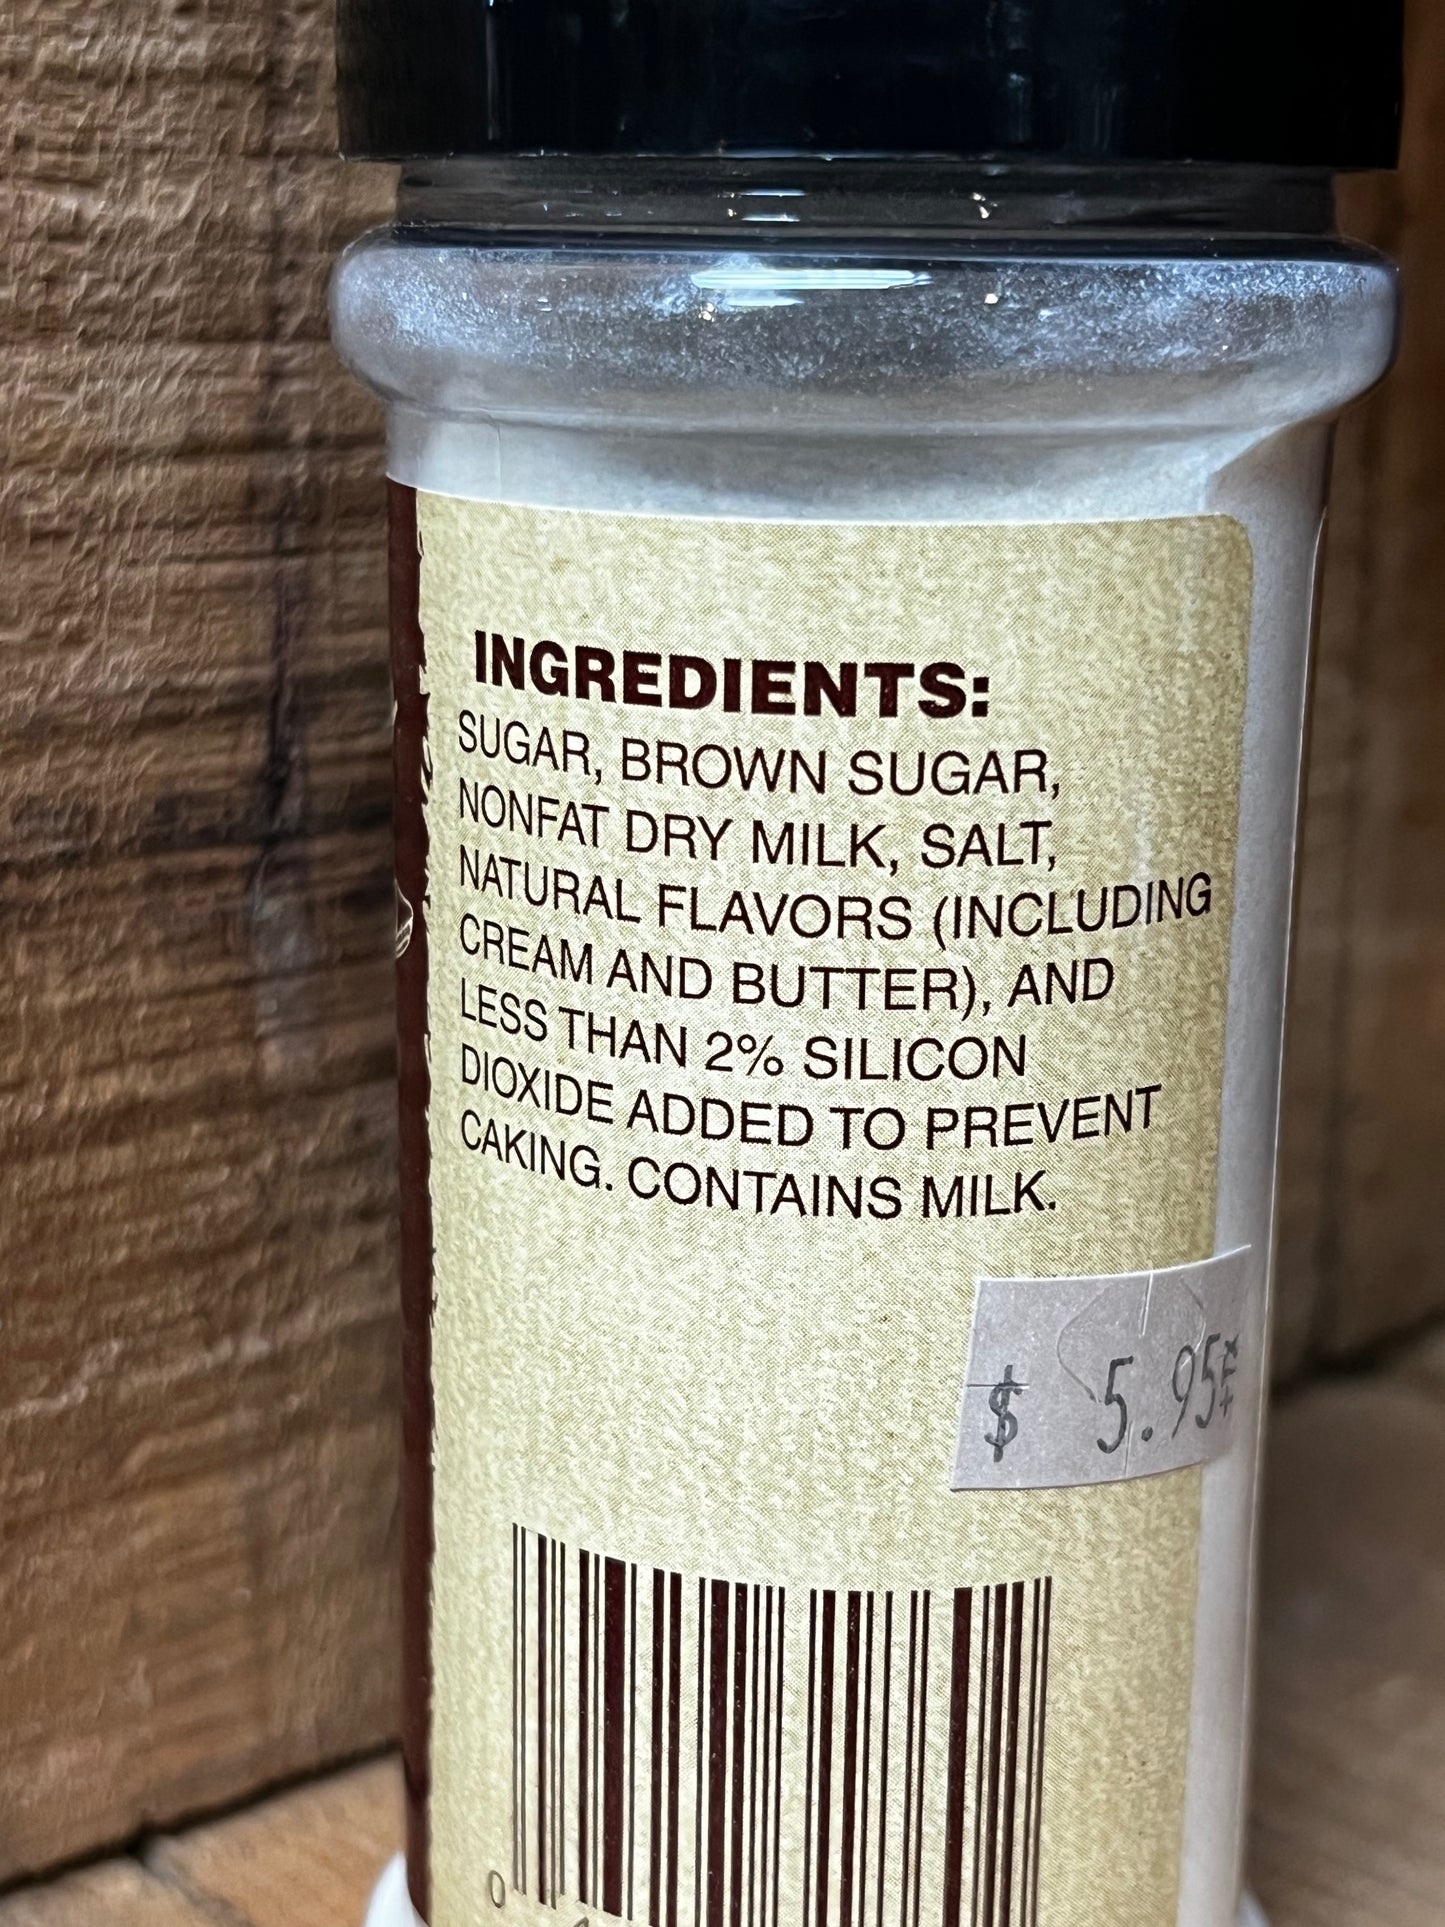 INGREDIENTS:
SUGAR, BROWN SUGAR,
NONFAT DRY MILK, SALT,
NATURAL FLAVORS (INCLUDING
CREAM AND BUTTER), AND
LESS THAN 2% SILICON
DIOXIDE ADDED TO PREVENT
CAKING. CONTAINS MILK.
$ 5.95¢
0